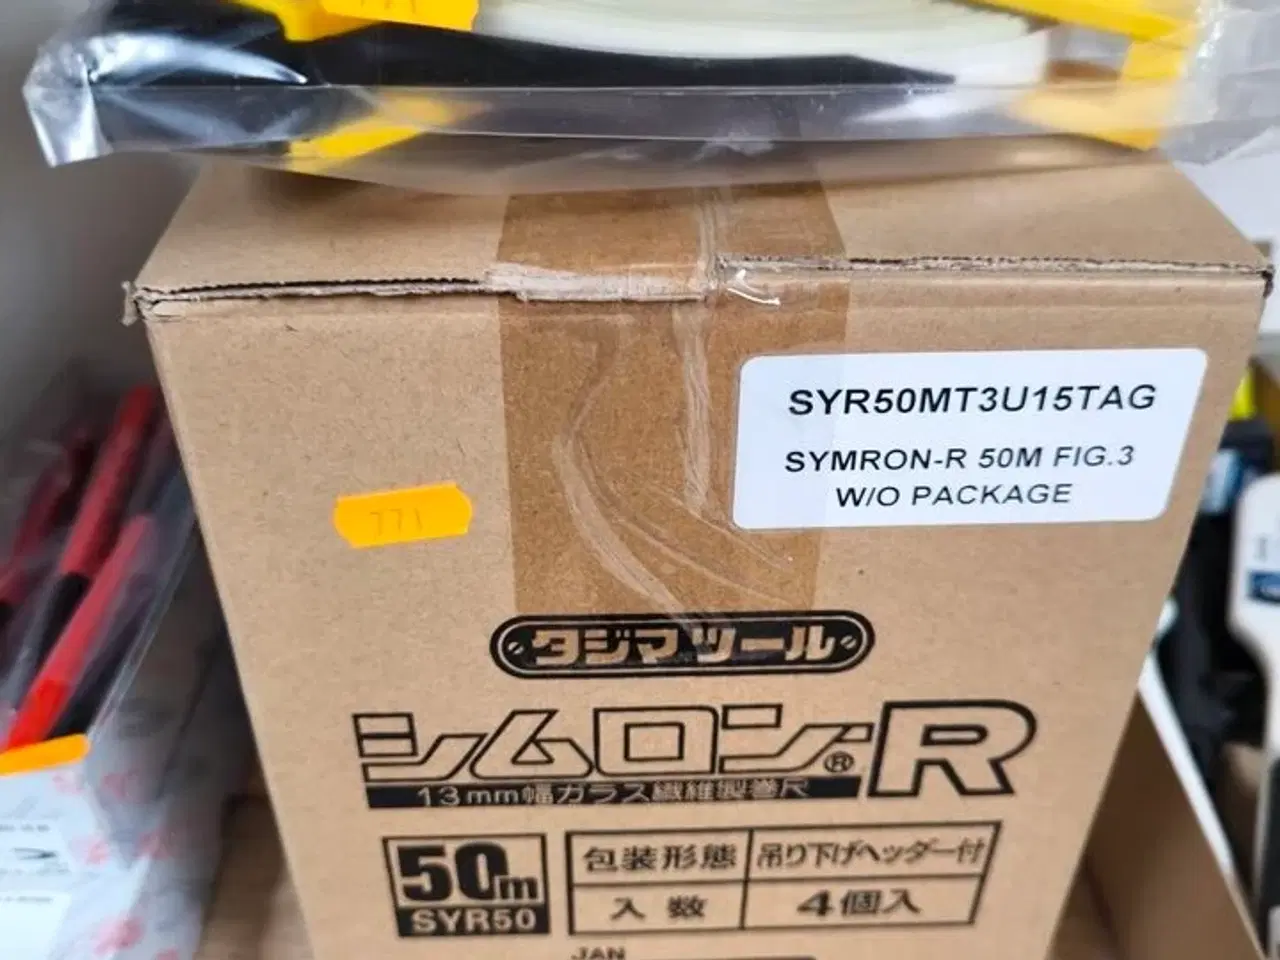 771
SYR50MT3U15TAG
SYMRON-R 50M FIG.3
W/O PACKAGE
771
タジマツール
シムロン®R
13mm幅ガラス繊維製巻尺
50m
SYR50
包装形態 吊り下げヘッダー付
入数 4個入
JAN